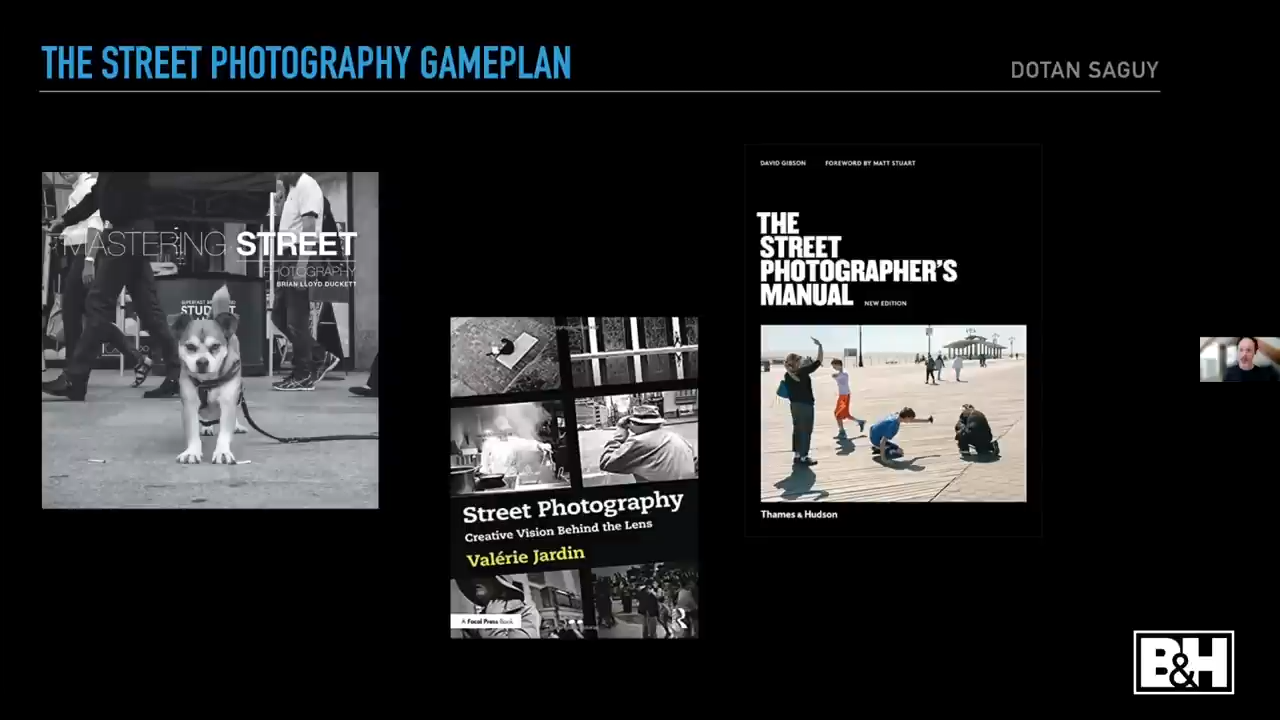 THE STREET PHOTOGRAPHY GAMEPLAN
DOTAN SAGUY
MASTERING STREET
PHOTOGRAPHY
BRIAN LLOYD DUCKETT
Street Photography
Creative Vision Behind the Lens
Valérie Jardin
A Focal Press Book
R
DAVID GIBSON FOREWORD BY MATT STUART
THE
STREET
PHOTOGRAPHER'S
MANUAL NEW EDITION
Thames & Hudson
B&H